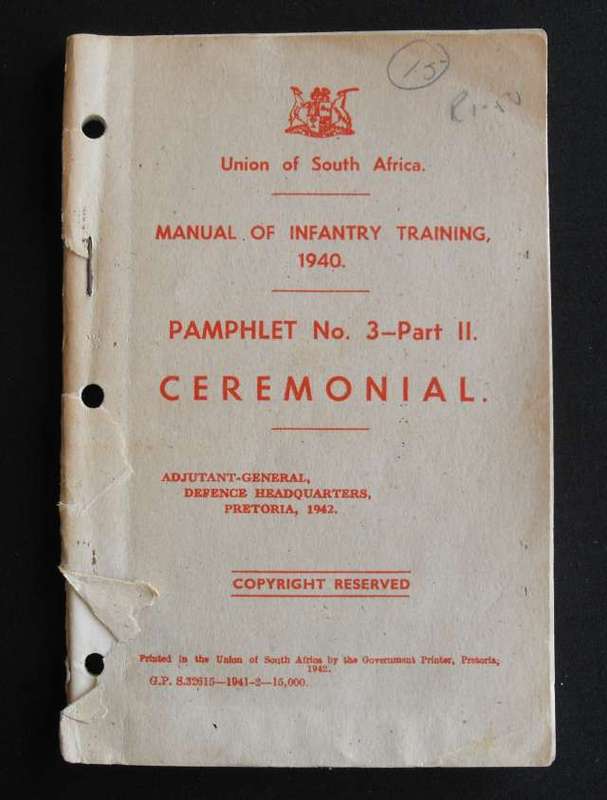 15
Union of South Africa.
MANUAL OF INFANTRY TRAINING,
1940.
PAMPHLET No. 3—Part II.
CEREMONIAL.
ADJUTANT-GENERAL,
DEFENCE HEADQUARTERS,
PRETORIA, 1942.
COPYRIGHT RESERVED
Printed in the Union of South Africa by the Government Printer, Pretoria,
1942.
G.P. S.32615—1941-2—15,000.